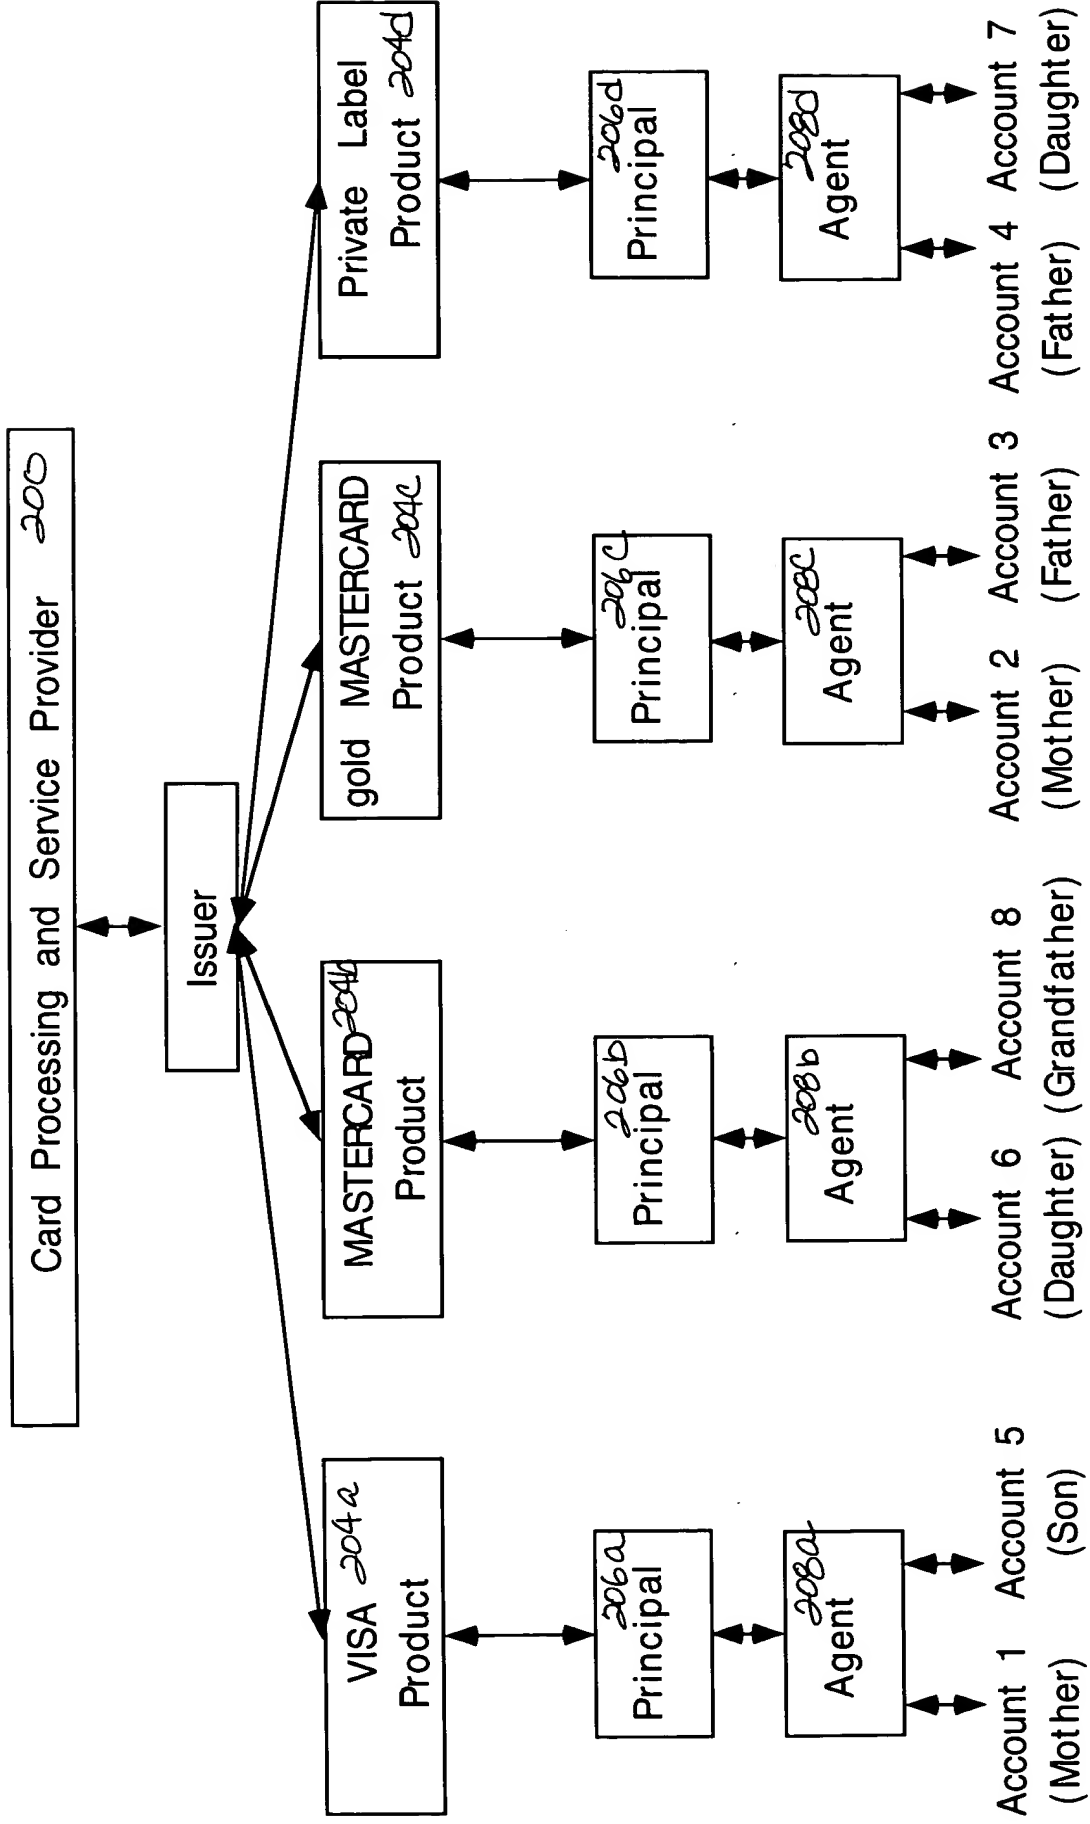 Card Processing and Service Provider 200
Issuer
VISA 204a
Product
MASTERCARD 204b
Product
gold MASTERCARD
Product 204c
Private Label
Product 204d
206a
Principal
206b
Principal
206c
Principal
206d
Principal
208a
Agent
208b
Agent
208c
Agent
208d
Agent
Account 1
(Mother)
Account 5
(Son)
Account 6
(Daughter)
Account 8
(Grandfather)
Account 2
(Mother)
Account 3
(Father)
Account 4
(Father)
Account 7
(Daughter)